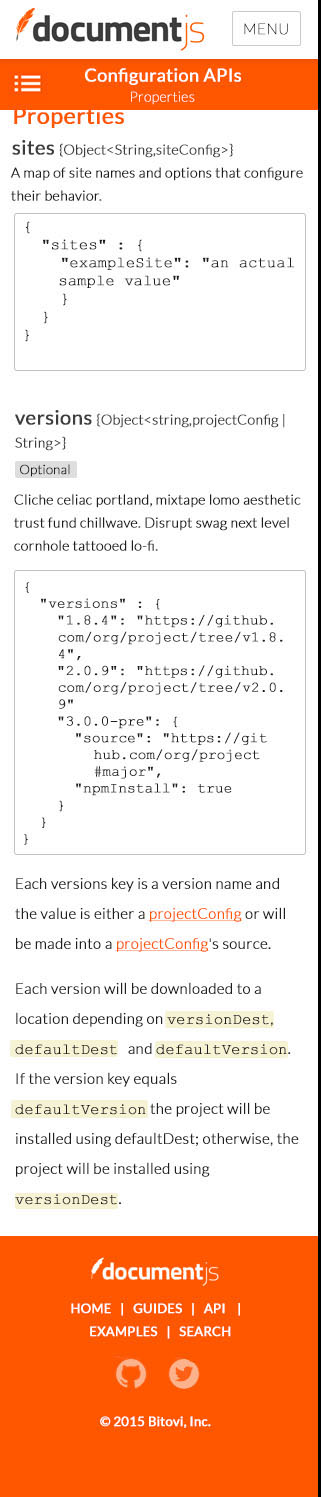 documentjs
MENU
Configuration APIs
Properties
Properties
sites {Object<String,siteConfig>}
A map of site names and options that configure
their behavior.
{
"sites" : {
"exampleSite": "an actual
sample value"
}
}
}
versions {Object<string,projectConfig |
String>}
Optional
Cliche celiac portland, mixtape lomo aesthetic
trust fund chillwave. Disrupt swag next level
cornhole tattooed lo-fi.
{
"versions" : {
"1.8.4": "https://github.
com/org/project/tree/v1.8.
4",
"2.0.9": "https://github.
com/org/project/tree/v2.0.
9"
"3.0.0-pre": {
"source": "https://git
hub.com/org/project
#major",
"npmInstall": true
}
}
}
Each versions key is a version name and
the value is either a projectConfig or will
be made into a projectConfig's source.
Each version will be downloaded to a
location depending on versionDest,
defaultDest and defaultVersion.
If the version key equals
defaultVersion the project will be
installed using defaultDest; otherwise, the
project will be installed using
versionDest.
documentjs
HOME | GUIDES | API |
EXAMPLES | SEARCH
© 2015 Bitovi, Inc.